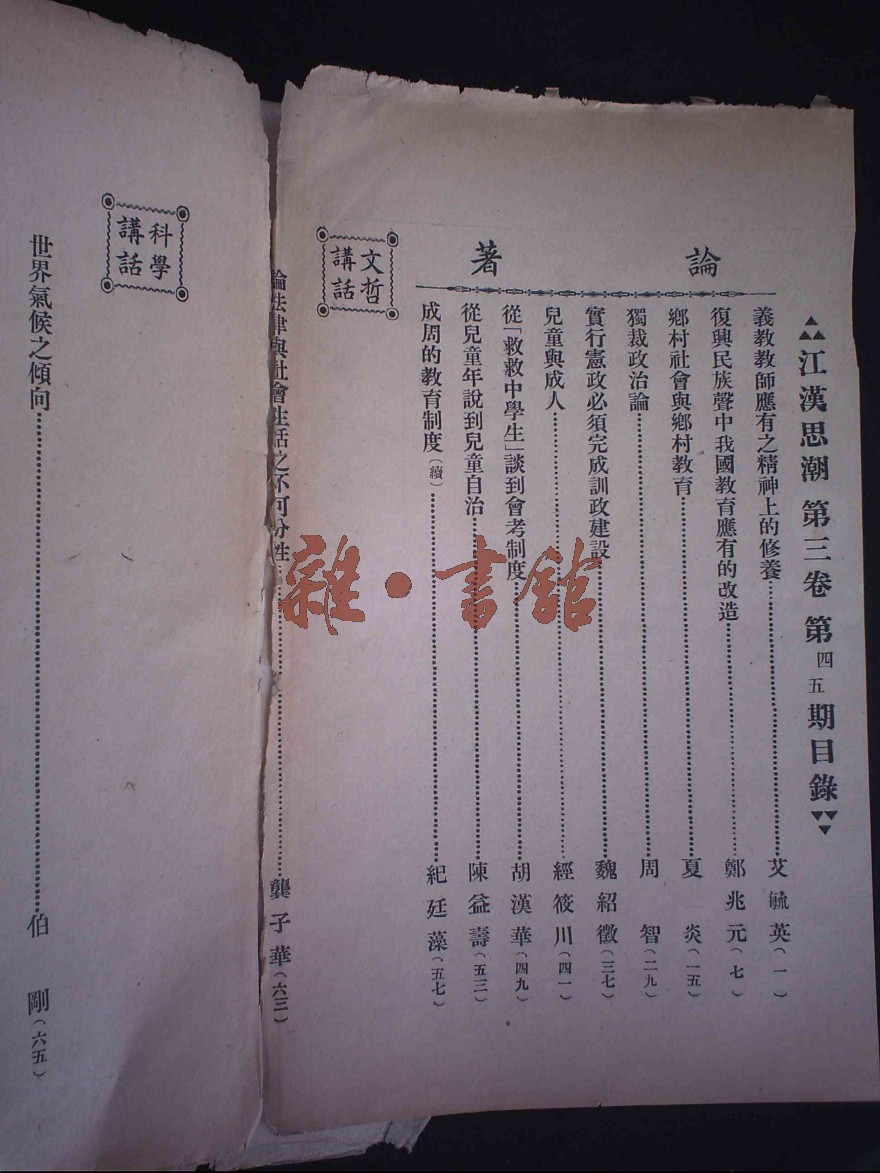 江漢思潮 第三卷 第四五期目錄
論著
義教教師應有之精神上的修養……艾毓英(一)
復興民族聲中我國教育應有的改造……鄭兆元(七)
鄉村社會與鄉村教育……夏炎(一五)
獨裁政治論……周智(二九)
實行憲政必須完成訓政建設……魏紹徵(三七)
兒童與成人……經筱川(四一)
從「救救中學生」談到會考制度……胡漢華(四九)
從兒童年說到兒童自治……陳益壽(五三)
成周的教育制度(續)……紀廷藻(五七)
文哲講話
論法律與社會生活之不可分性……龔子華(六三)
科學講話
世界氣候之傾向……伯剛(六五)
雜·書館